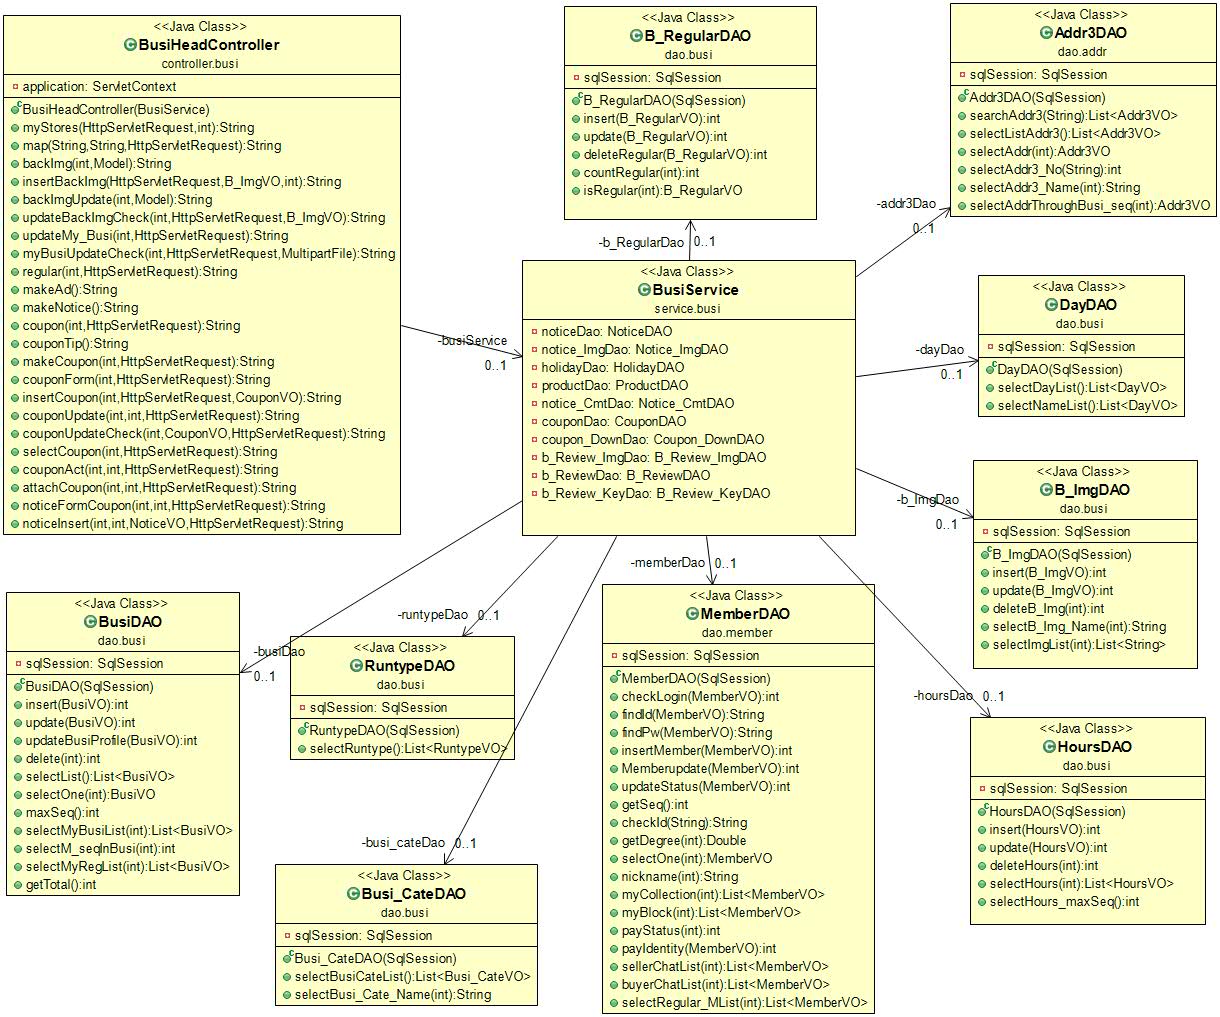 <<Java Class>>
BusiHeadController
controller.busi
application: ServletContext
BusiHeadController(BusiService)
myStores(HttpServletRequest,int):String
map(String,String,HttpServletRequest):String
backImg(int,Model):String
insertBackImg(HttpServletRequest,B_ImgVO,int):String
backImgUpdate(int,Model):String
updateBackImgCheck(int,HttpServletRequest,B_ImgVO):String
updateMy_Busi(int,HttpServletRequest):String
myBusiUpdateCheck(int,HttpServletRequest,MultipartFile):String
regular(int,HttpServletRequest):String
makeAd():String
makeNotice():String
coupon(int,HttpServletRequest):String
couponTip():String
makeCoupon(int,HttpServletRequest):String
couponForm(int,HttpServletRequest):String
insertCoupon(int,HttpServletRequest,CouponVO):String
couponUpdate(int,int,HttpServletRequest):String
couponUpdateCheck(int,CouponVO,HttpServletRequest):String
selectCoupon(int,HttpServletRequest):String
couponAct(int,int,HttpServletRequest):String
attachCoupon(int,int,HttpServletRequest):String
noticeFormCoupon(int,int,HttpServletRequest):String
noticeInsert(int,int,NoticeVO,HttpServletRequest):String
<<Java Class>>
B_RegularDAO
dao.busi
sqlSession: SqlSession
B_RegularDAO(SqlSession)
insert(B_RegularVO):int
update(B_RegularVO):int
deleteRegular(B_RegularVO):int
countRegular(int):int
isRegular(int):B_RegularVO
<<Java Class>>
Addr3DAO
dao.addr
sqlSession: SqlSession
Addr3DAO(SqlSession)
searchAddr3(String):List<Addr3VO>
selectListAddr3():List<Addr3VO>
selectAddr(int):Addr3VO
selectAddr3_No(String):int
selectAddr3_Name(int):String
selectAddrThroughBusi_seq(int):Addr3VO
-b_RegularDao 0..1
-addr3Dao
0..1
-busiService
0..1
<<Java Class>>
BusiService
service.busi
noticeDao: NoticeDAO
notice_ImgDao: Notice_ImgDAO
holidayDao: HolidayDAO
productDao: ProductDAO
notice_CmtDao: Notice_CmtDAO
couponDao: CouponDAO
coupon_DownDao: Coupon_DownDAO
b_Review_ImgDao: B_Review_ImgDAO
b_ReviewDao: B_ReviewDAO
b_Review_KeyDao: B_Review_KeyDAO
-dayDao
0..1
<<Java Class>>
DayDAO
dao.busi
sqlSession: SqlSession
DayDAO(SqlSession)
selectDayList():List<DayVO>
selectNameList():List<DayVO>
-b_ImgDao
0..1
<<Java Class>>
B_ImgDAO
dao.busi
sqlSession: SqlSession
B_ImgDAO(SqlSession)
insert(B_ImgVO):int
update(B_ImgVO):int
deleteB_Img(int):int
selectB_Img_Name(int):String
selectImgList(int):List<String>
-busiDao
0..1
<<Java Class>>
BusiDAO
dao.busi
sqlSession: SqlSession
BusiDAO(SqlSession)
insert(BusiVO):int
update(BusiVO):int
updateBusiProfile(BusiVO):int
delete(int):int
selectList():List<BusiVO>
selectOne(int):BusiVO
maxSeq():int
selectMyBusiList(int):List<BusiVO>
selectM_seqInBusi(int):int
selectMyRegList(int):List<BusiVO>
getTotal():int
-runtypeDao 0..1
<<Java Class>>
RuntypeDAO
dao.busi
sqlSession: SqlSession
RuntypeDAO(SqlSession)
selectRuntype():List<RuntypeVO>
-busi_cateDao 0..1
<<Java Class>>
Busi_CateDAO
dao.busi
sqlSession: SqlSession
Busi_CateDAO(SqlSession)
selectBusiCateList():List<Busi_CateVO>
selectBusi_Cate_Name(int):String
-memberDao 0..1
<<Java Class>>
MemberDAO
dao.member
sqlSession: SqlSession
MemberDAO(SqlSession)
checkLogin(MemberVO):int
findId(MemberVO):String
findPw(MemberVO):String
insertMember(MemberVO):int
Memberupdate(MemberVO):int
updateStatus(MemberVO):int
getSeq():int
checkId(String):String
getDegree(int):Double
selectOne(int):MemberVO
nickname(int):String
myCollection(int):List<MemberVO>
myBlock(int):List<MemberVO>
payStatus(int):int
payIdentity(MemberVO):int
sellerChatList(int):List<MemberVO>
buyerChatList(int):List<MemberVO>
selectRegular_MList(int):List<MemberVO>
-hoursDao 0..1
<<Java Class>>
HoursDAO
dao.busi
sqlSession: SqlSession
HoursDAO(SqlSession)
insert(HoursVO):int
update(HoursVO):int
deleteHours(int):int
selectHours(int):List<HoursVO>
selectHours_maxSeq():int